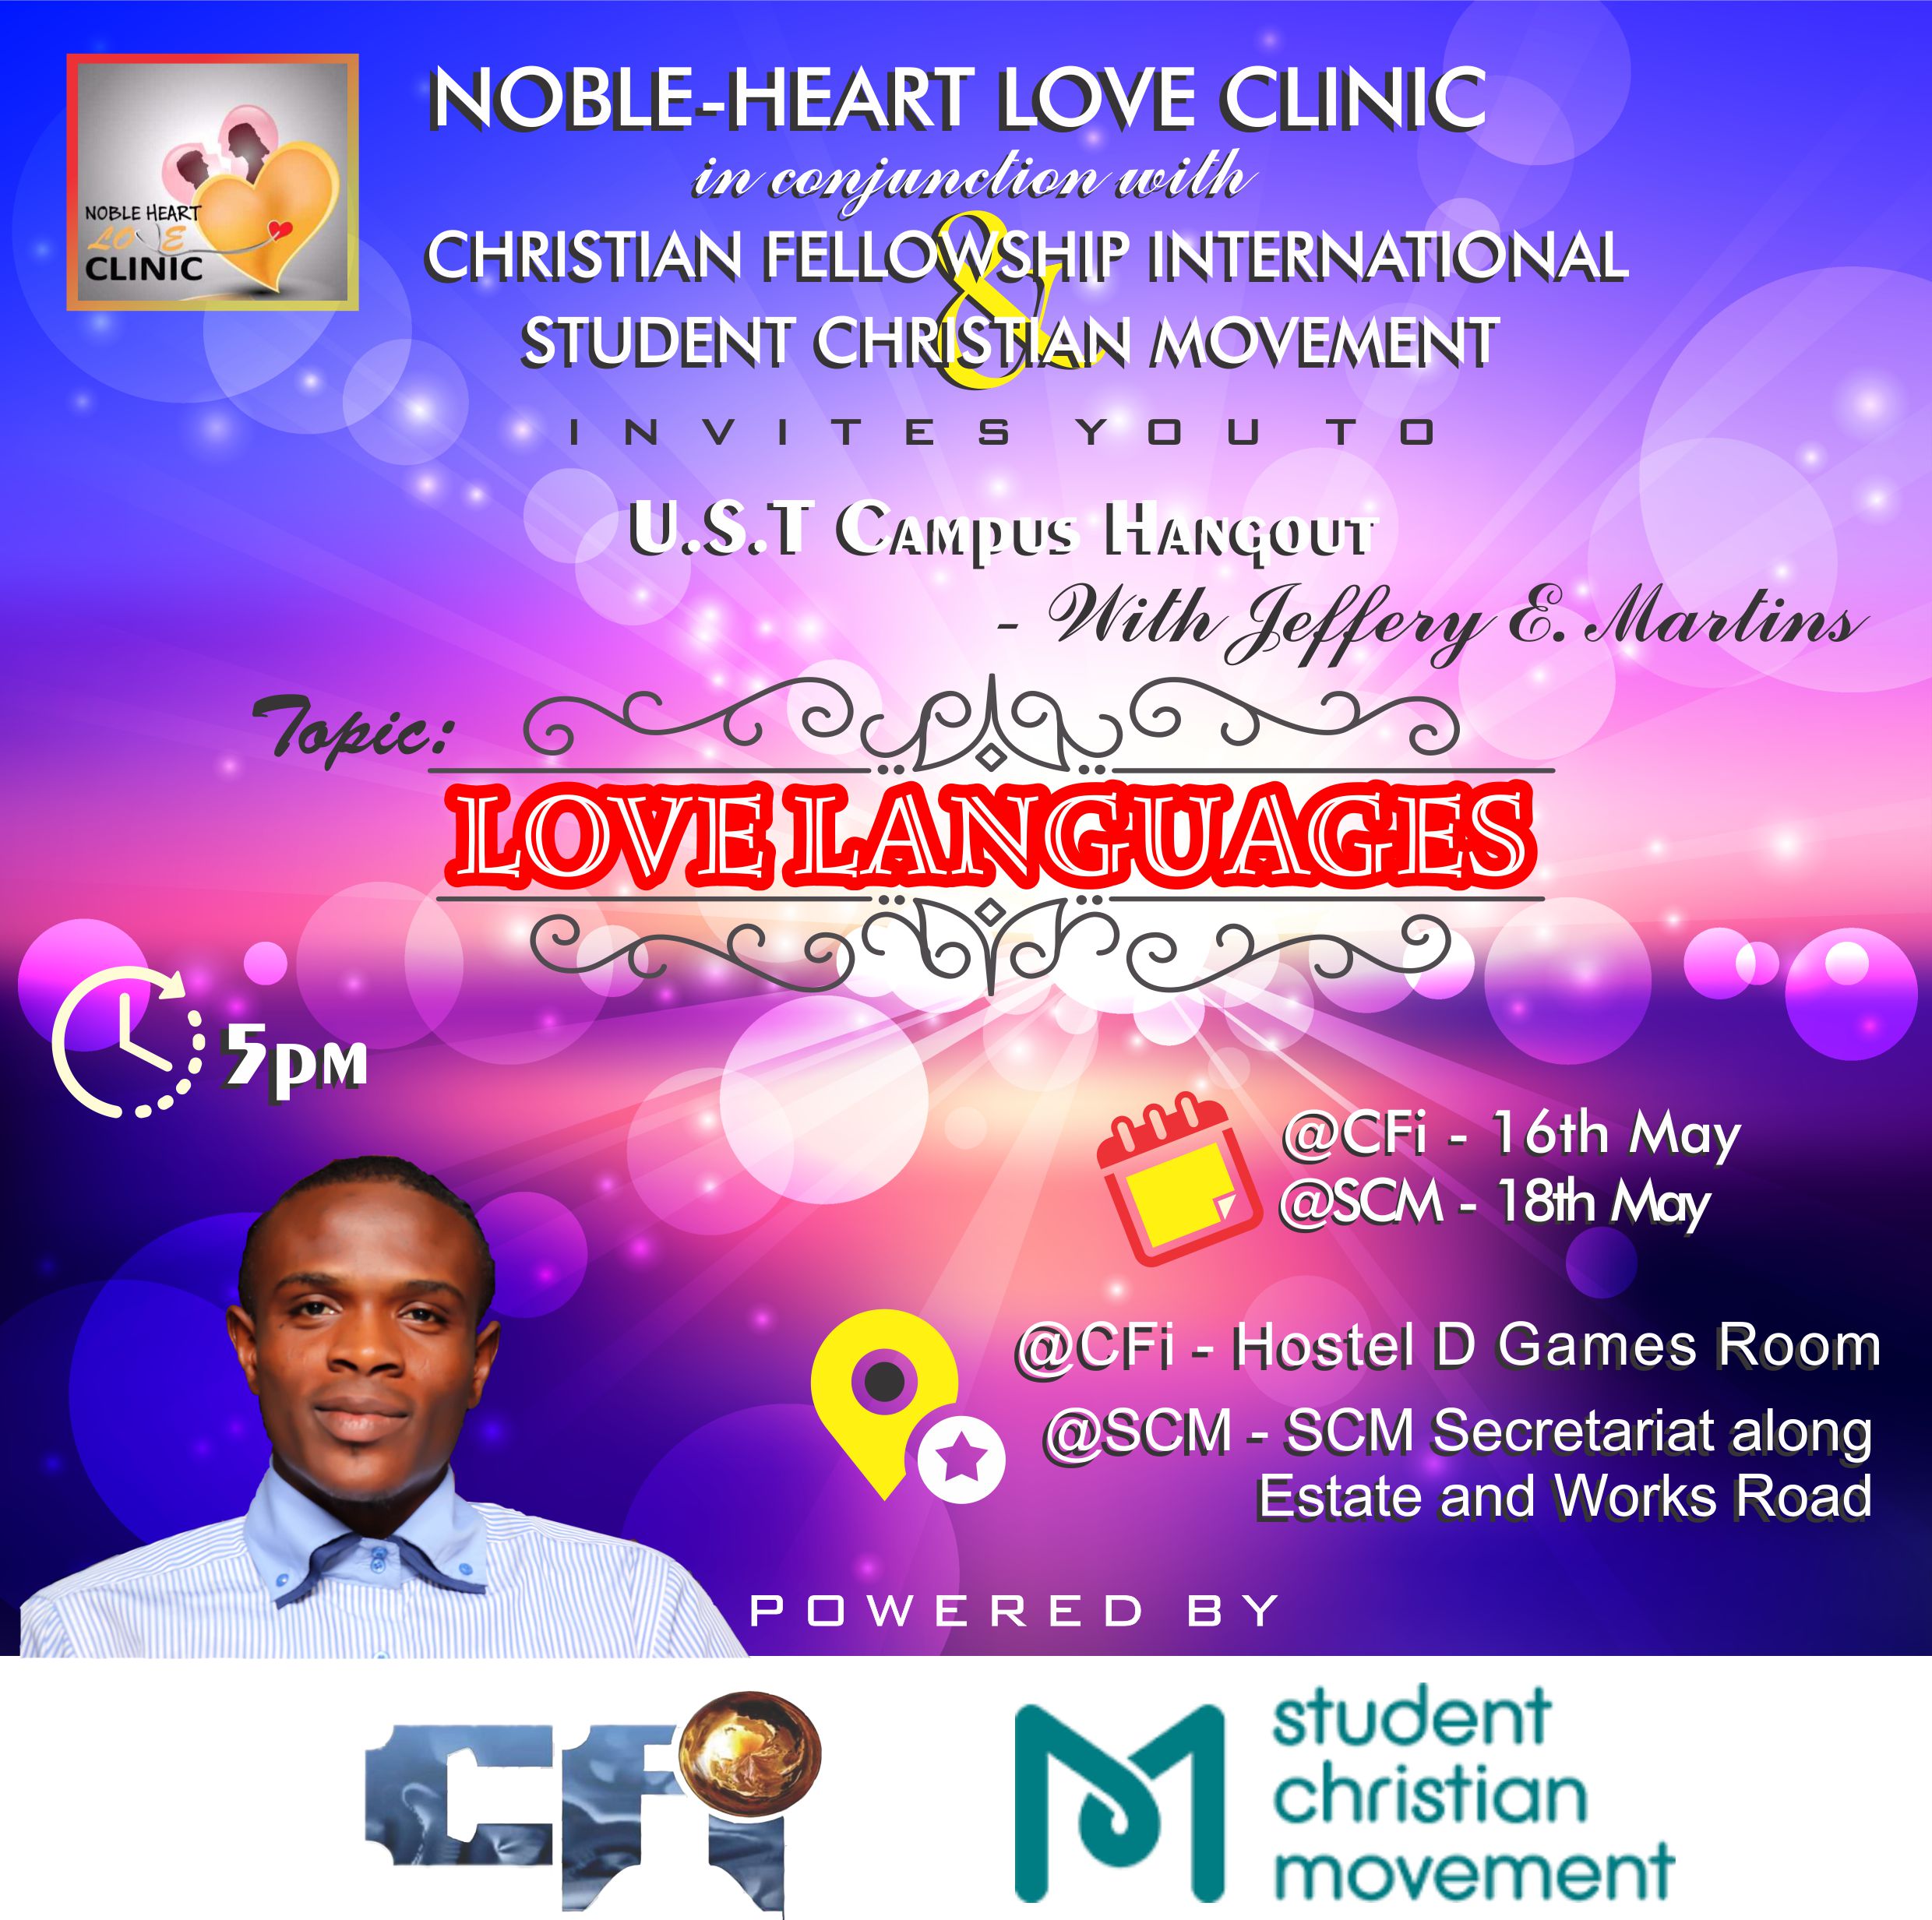 NOBLE HEART
LOVE
CLINIC
NOBLE-HEART LOVE CLINIC
in conjunction with
CHRISTIAN FELLOWSHIP INTERNATIONAL
&
STUDENT CHRISTIAN MOVEMENT
INVITES YOU TO
U.S.T Campus Hangout
- With Jeffery E. Martins
Topic:
LOVE LANGUAGES
5pm
@CFi - 16th May
@SCM - 18th May
@CFi - Hostel D Games Room
@SCM - SCM Secretariat along
Estate and Works Road
POWERED BY
CFi
student
christian
movement